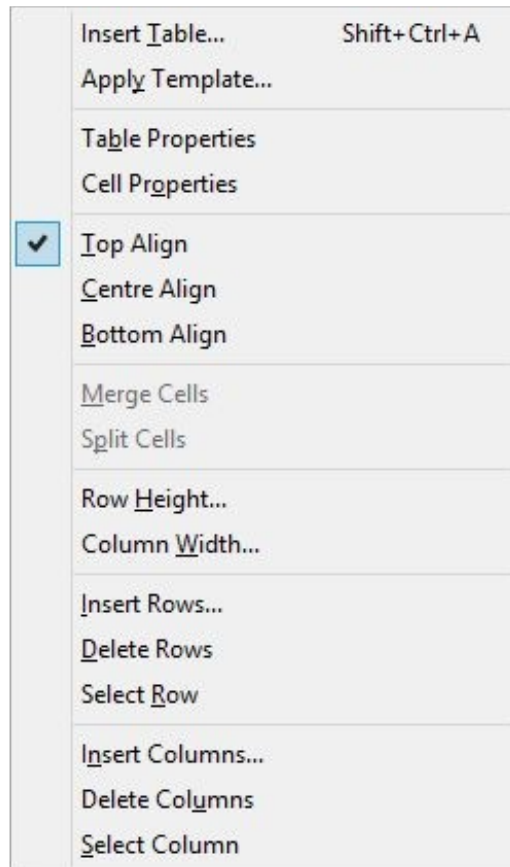 Insert Table... Shift+Ctrl+A
Apply Template...
Table Properties
Cell Properties
Top Align
Centre Align
Bottom Align
Merge Cells
Split Cells
Row Height...
Column Width...
Insert Rows...
Delete Rows
Select Row
Insert Columns...
Delete Columns
Select Column